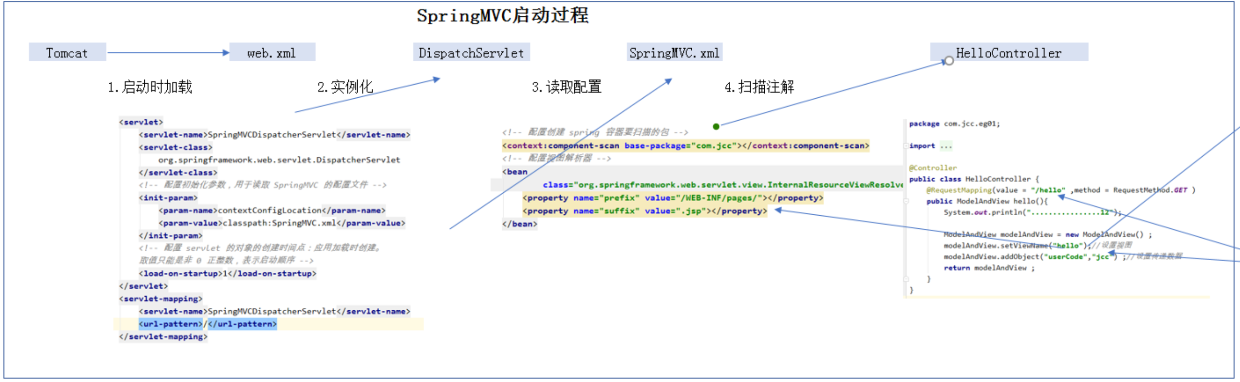 SpringMVC启动过程
Tomcat
web.xml
DispatchServlet
SpringMVC.xml
HelloController
1.启动时加载
2.实例化
3.读取配置
4.扫描注解
<servlet>
<servlet-name>SpringMVCDispatcherServlet</servlet-name>
<servlet-class>
org.springframework.web.servlet.DispatcherServlet
</servlet-class>
<!-- 配置初始化参数，用于读取 SpringMVC 的配置文件 -->
<init-param>
<param-name>contextConfigLocation</param-name>
<param-value>classpath:SpringMVC.xml</param-value>
</init-param>
<!-- 配置 servlet 的对象的创建时间点：应用加载时创建。
取值只能是非 0 正整数，表示启动顺序 -->
<load-on-startup>1</load-on-startup>
</servlet>
<servlet-mapping>
<servlet-name>SpringMVCDispatcherServlet</servlet-name>
<url-pattern>/</url-pattern>
</servlet-mapping>
<!-- 配置创建 spring 容器要扫描的包 -->
<context:component-scan base-package="com.jcc"></context:component-scan>
<!-- 配置视图解析器 -->
<bean
class="org.springframework.web.servlet.view.InternalResourceViewResolve
<property name="prefix" value="/WEB-INF/pages/"></property>
<property name="suffix" value=".jsp"></property>
</bean>
package com.jcc.eg01;
import ...
@Controller
public class HelloController {
@RequestMapping(value = "/hello" ,method = RequestMethod.GET )
public ModelAndView hello(){
System.out.println("................12");
ModelAndView modelAndView = new ModelAndView() ;
modelAndView.setViewName("hello");//设置视图
modelAndView.addObject("userCode","jcc") ;//设置传递数据
return modelAndView ;
}
}